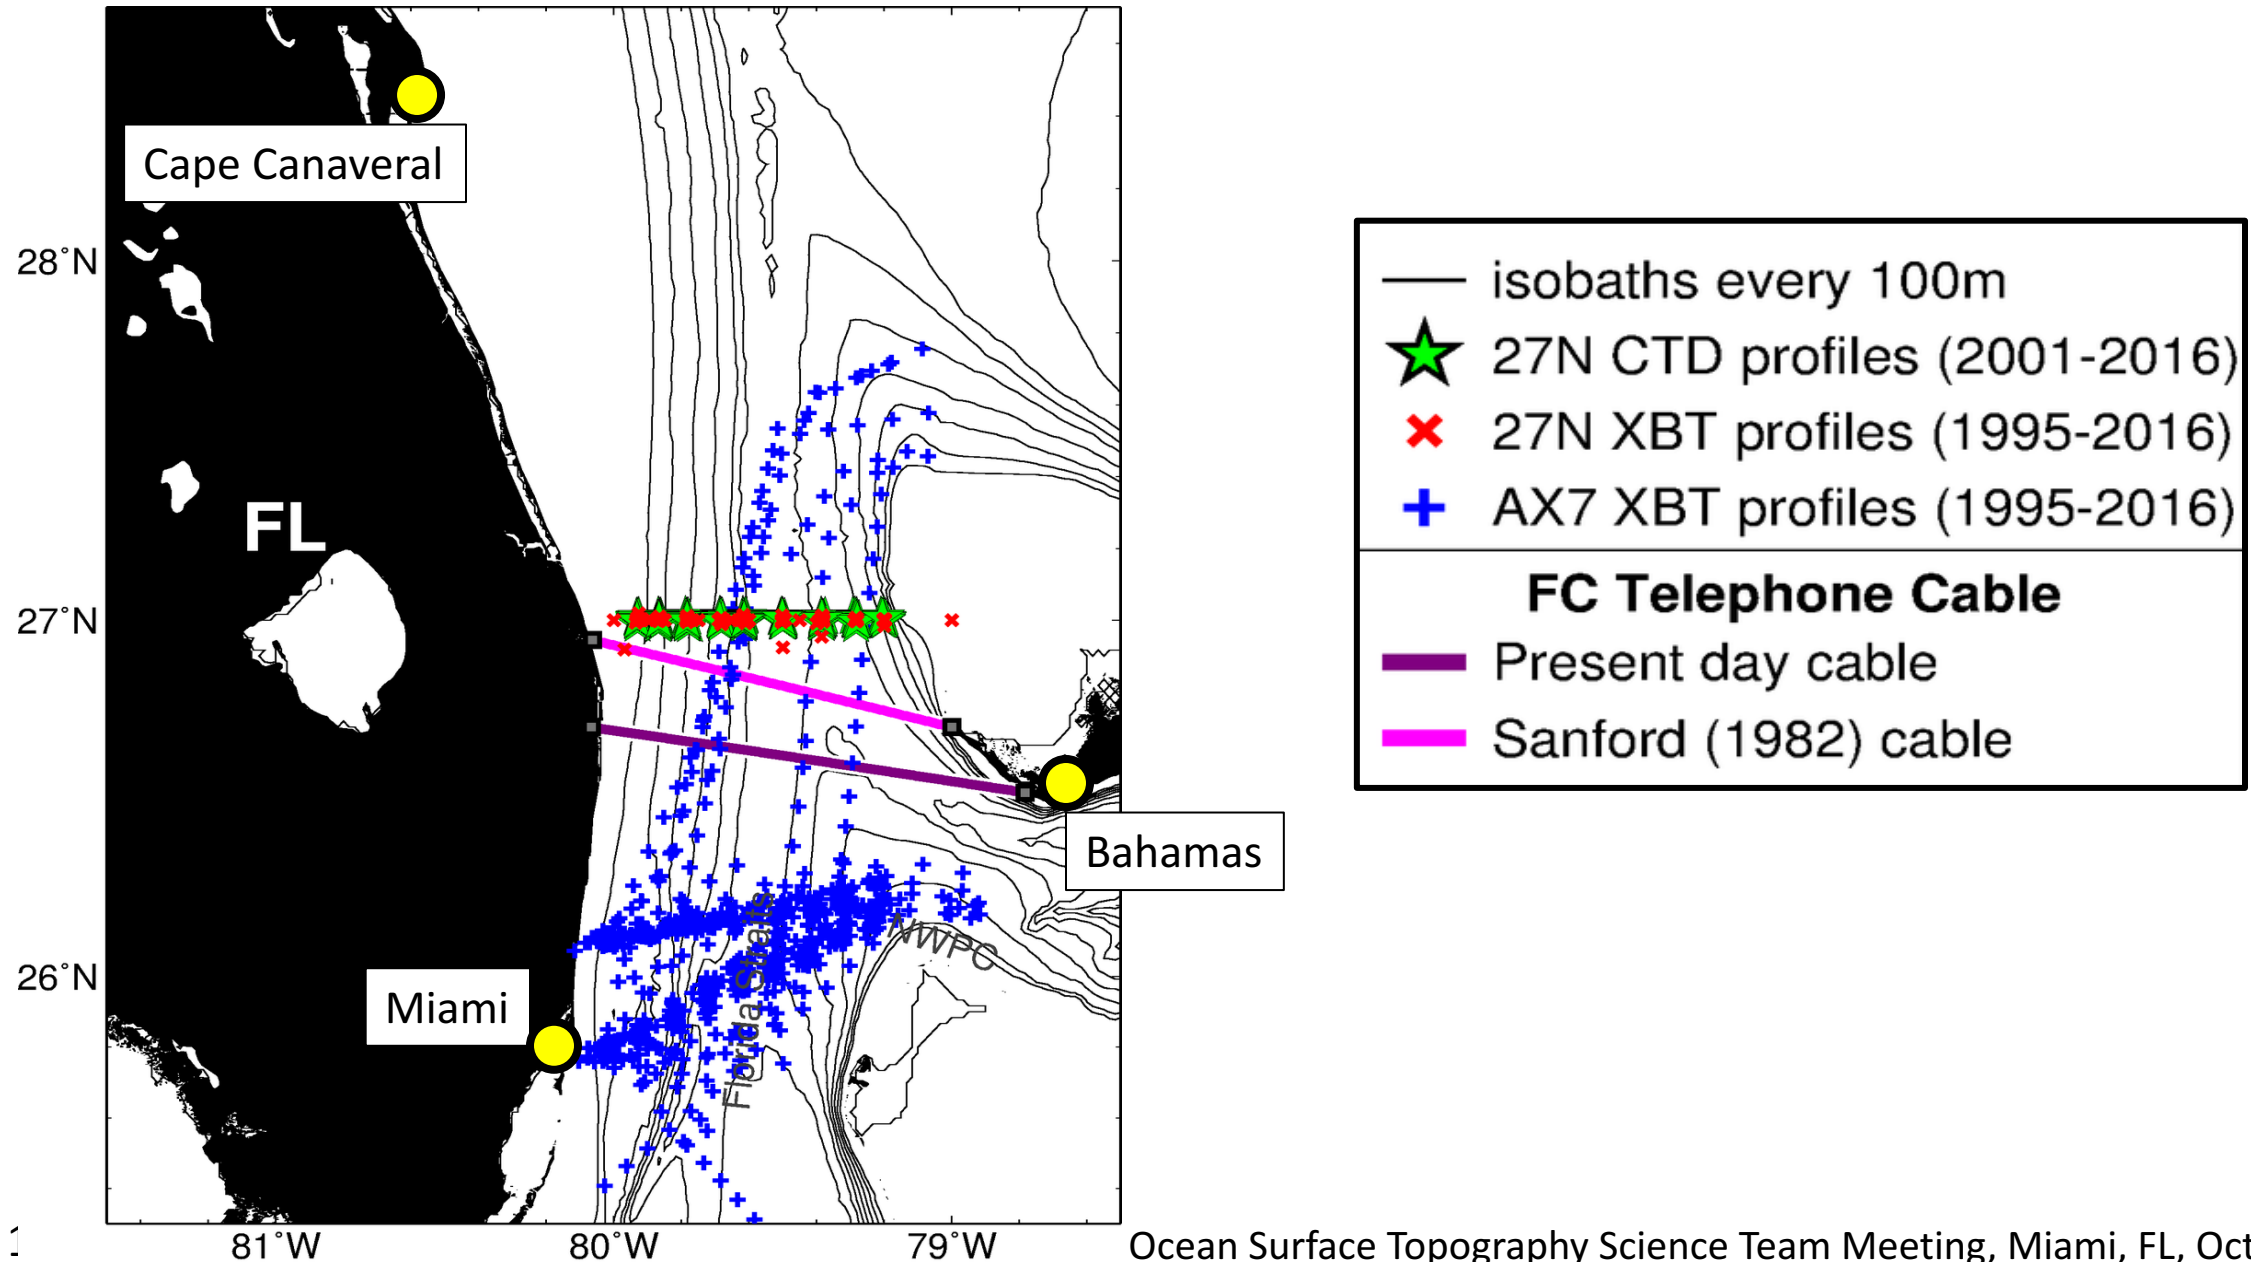 Cape Canaveral
28°N
FL
27°N
Bahamas
Miami
26°N
NWPC
Florida Straits
81°W
80°W
79°W
isobaths every 100m
27N CTD profiles (2001-2016)
27N XBT profiles (1995-2016)
AX7 XBT profiles (1995-2016)
FC Telephone Cable
Present day cable
Sanford (1982) cable
Ocean Surface Topography Science Team Meeting, Miami, FL, Oct